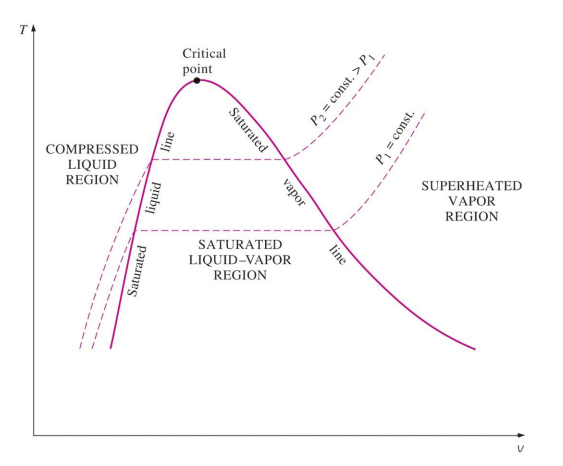 T
Critical
point
P₂ = const. > P₁
P₁ = const.
Saturated
vapor
line
COMPRESSED
LIQUID
REGION
Saturated
liquid
line
SUPERHEATED
VAPOR
REGION
SATURATED
LIQUID–VAPOR
REGION
v